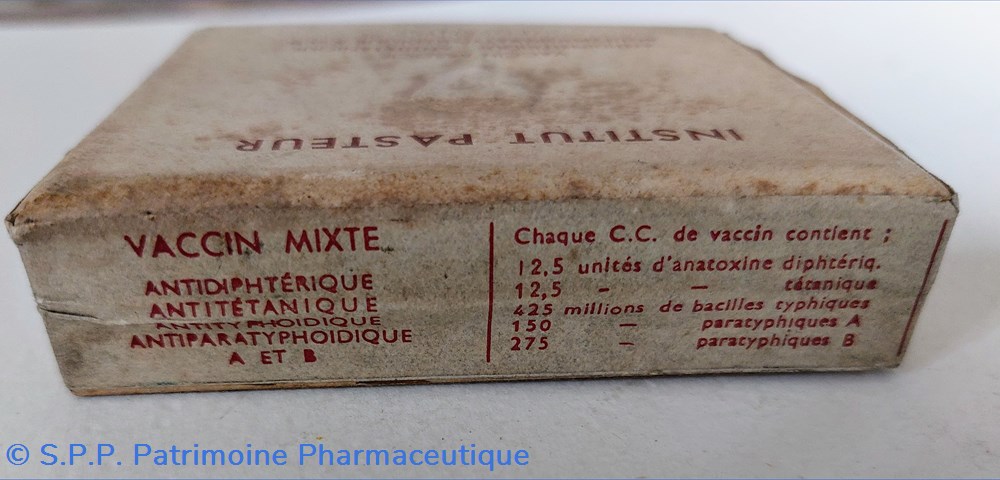 INSTITUT PASTEUR
VACCIN MIXTE
ANTIDIPHTÉRIQUE
ANTITÉTANIQUE
ANTITYPHOIDIQUE
ANTIPARATYPHOIDIQUE
A ET B
Chaque C.C. de vaccin contient :
12,5 unités d'anatoxine diphtériq.
12,5 - — tétanique
425 millions de bacilles typhiques
150 — paratyphiques A
275 — paratyphiques B
© S.P.P. Patrimoine Pharmaceutique